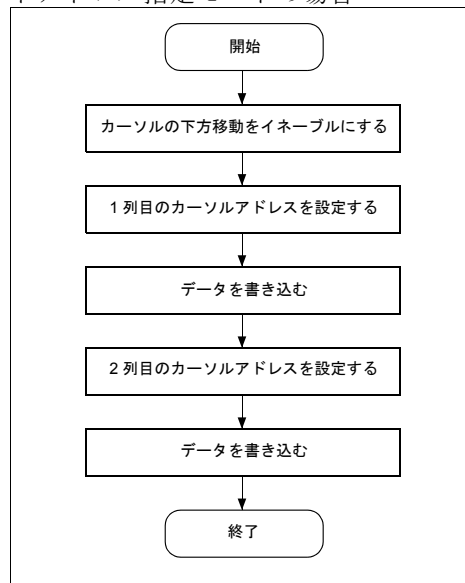 開始
カーソルの下方移動をイネーブルにする
1列目のカーソルアドレスを設定する
データを書き込む
2列目のカーソルアドレスを設定する
データを書き込む
終了